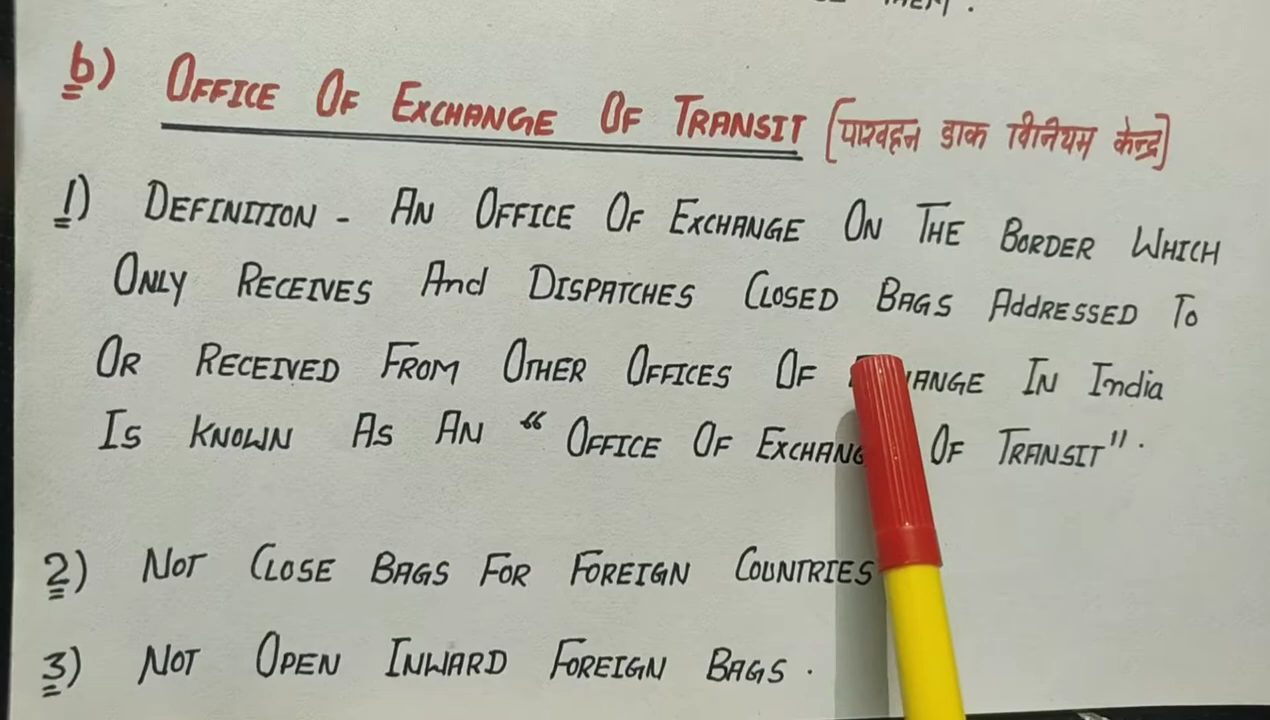 b) OFFICE OF EXCHANGE OF TRANSIT [पारवहन डाक विनियम केन्द्र]
1) DEFINITION - AN OFFICE OF EXCHANGE ON THE BORDER WHICH
ONLY RECEIVES And DISPATCHES CLOSED BAGS AddRESSED TO
OR RECEIVED FROM OTHER OFFICES OF IN India
IS KNOWN AS AN " OFFICE OF OF TRANSIT".
2) NOT CLOSE BAGS FOR FOREIGN COUNTRIES
3) NOT OPEN INWARD FOREIGN BAGS.